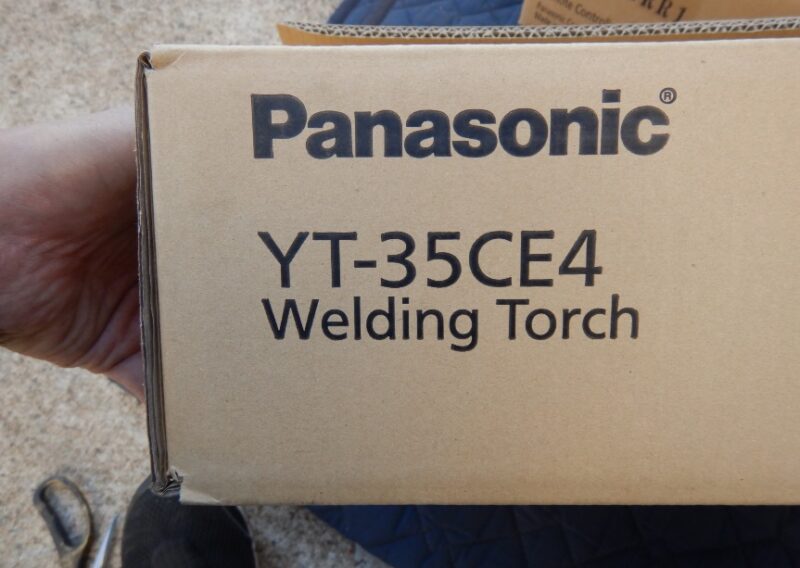 Panasonic®
YT-35CE4
Welding Torch